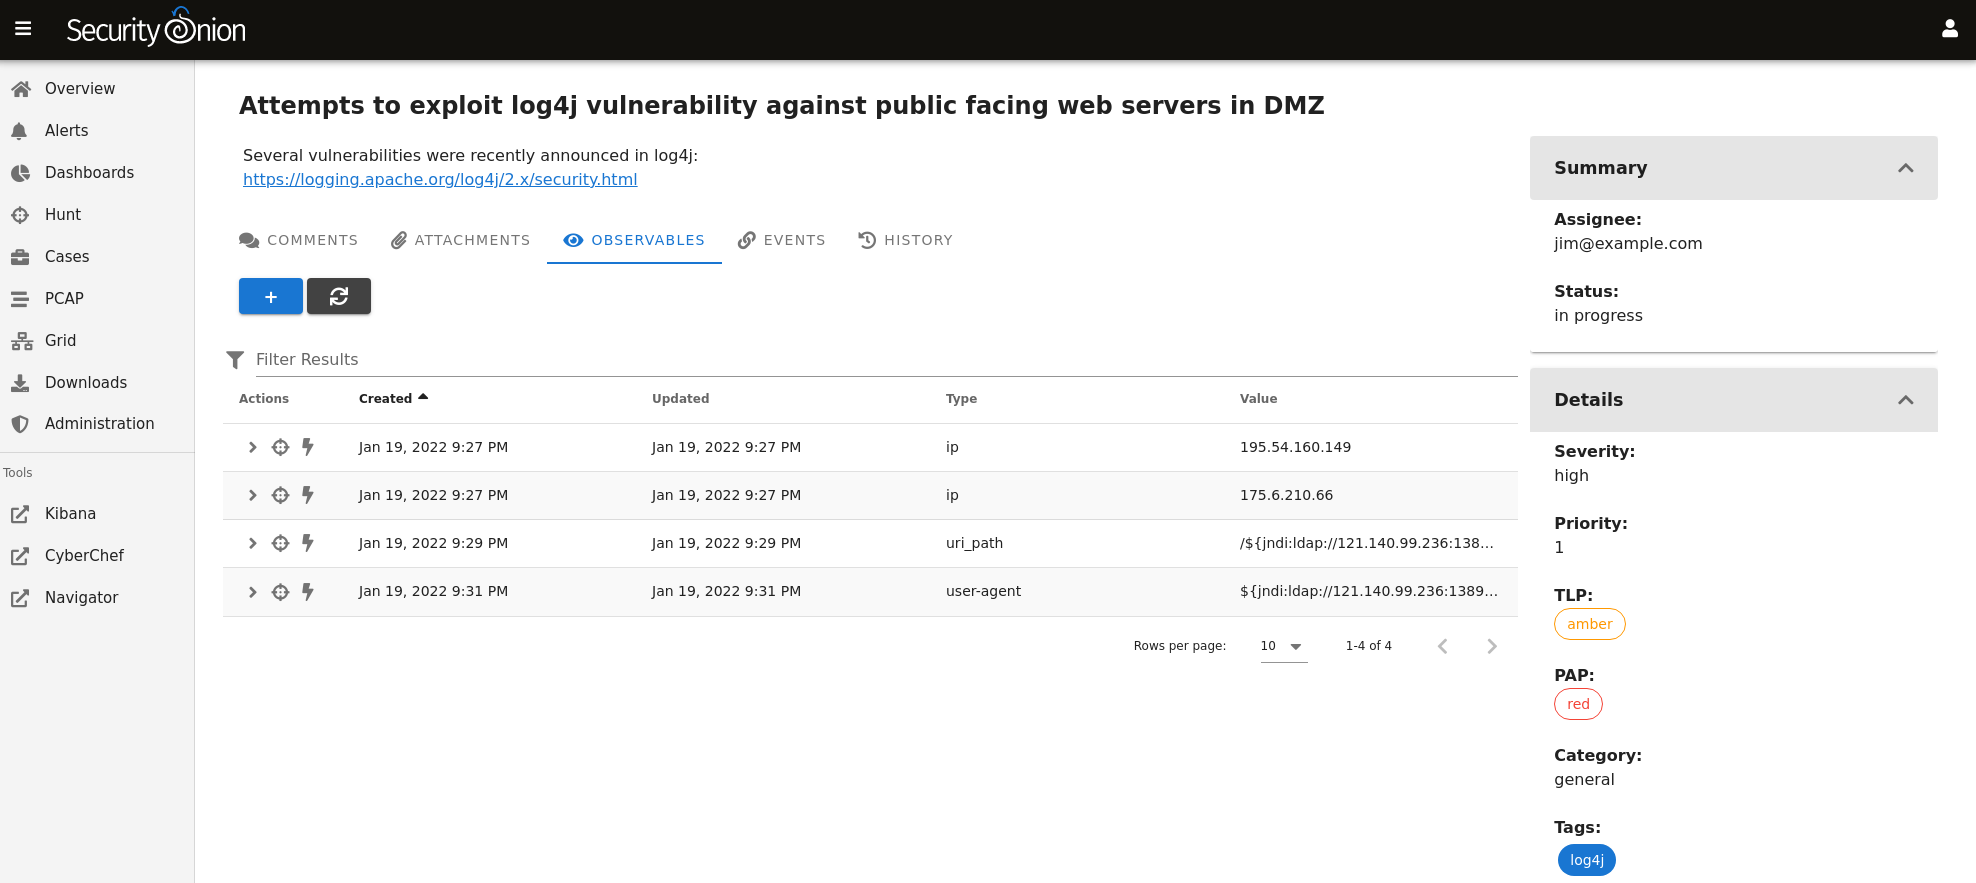 Security Onion
Overview
Alerts
Dashboards
Hunt
Cases
PCAP
Grid
Downloads
Administration
Tools
Kibana
CyberChef
Navigator
Attempts to exploit log4j vulnerability against public facing web servers in DMZ
Several vulnerabilities were recently announced in log4j:
https://logging.apache.org/log4j/2.x/security.html
COMMENTS ATTACHMENTS OBSERVABLES EVENTS HISTORY
+
Filter Results
Actions Created Updated Type Value
Jan 19, 2022 9:27 PM Jan 19, 2022 9:27 PM ip 195.54.160.149
Jan 19, 2022 9:27 PM Jan 19, 2022 9:27 PM ip 175.6.210.66
Jan 19, 2022 9:29 PM Jan 19, 2022 9:29 PM uri_path /${jndi:ldap://121.140.99.236:138...
Jan 19, 2022 9:31 PM Jan 19, 2022 9:31 PM user-agent ${jndi:ldap://121.140.99.236:1389...
Rows per page: 10 1-4 of 4
Summary
Assignee:
jim@example.com
Status:
in progress
Details
Severity:
high
Priority:
1
TLP:
amber
PAP:
red
Category:
general
Tags:
log4j